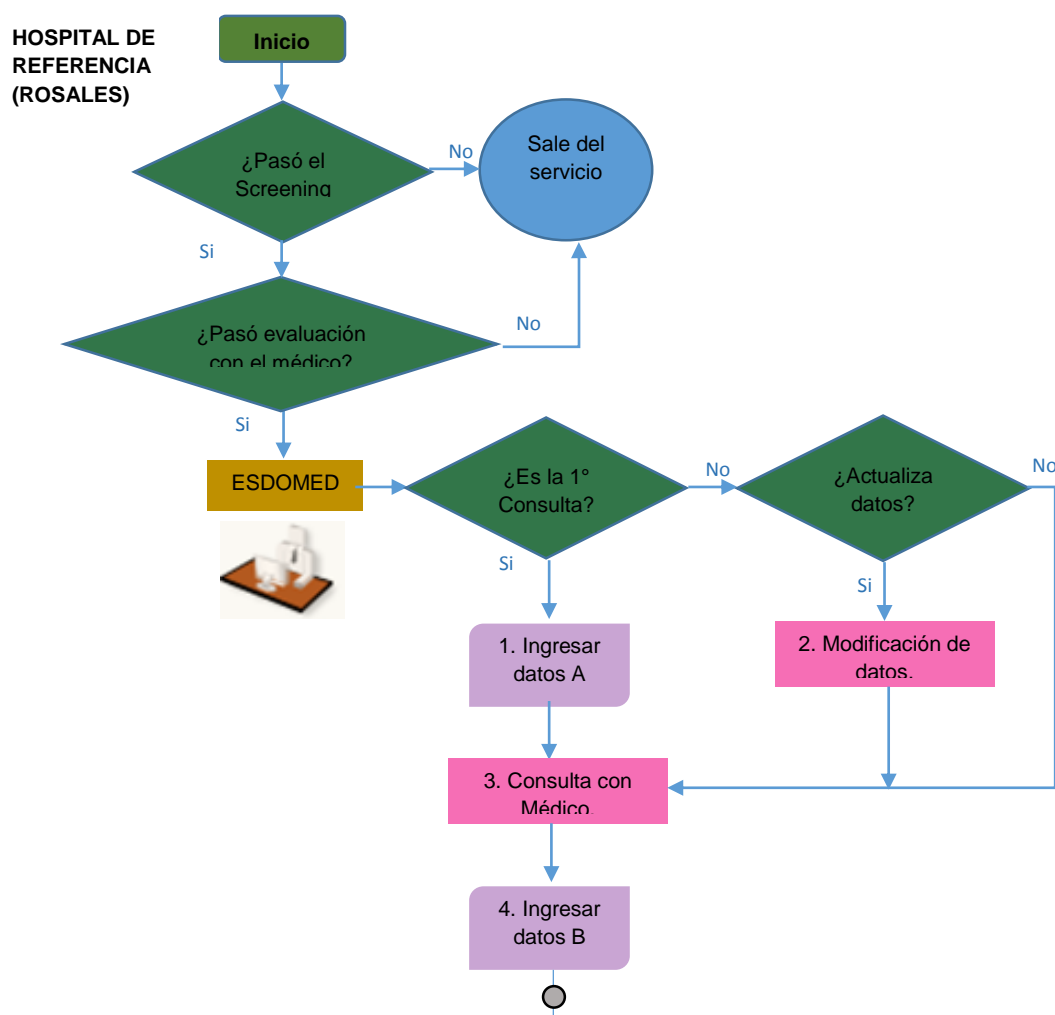 HOSPITAL DE
REFERENCIA
(ROSALES)
Inicio
¿Pasó el
Screening
No
Sale del
servicio
Si
¿Pasó evaluación
con el médico?
No
Si
ESDOMED
¿Es la 1º
Consulta?
No
¿Actualiza
datos?
No
Si
Si
1. Ingresar
datos A
2. Modificación de
datos.
3. Consulta con
Médico.
4. Ingresar
datos B